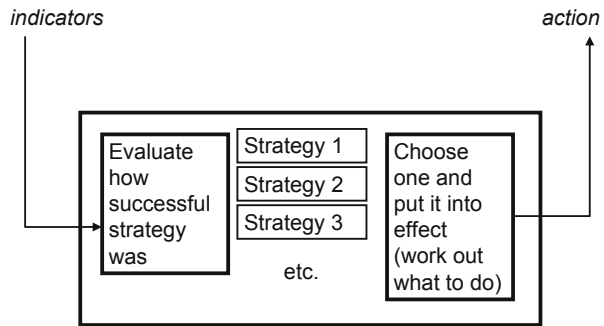 indicators
action
Evaluate
how
successful
strategy
was
Strategy 1
Strategy 2
Strategy 3
etc.
Choose
one and
put it into
effect
(work out
what to do)